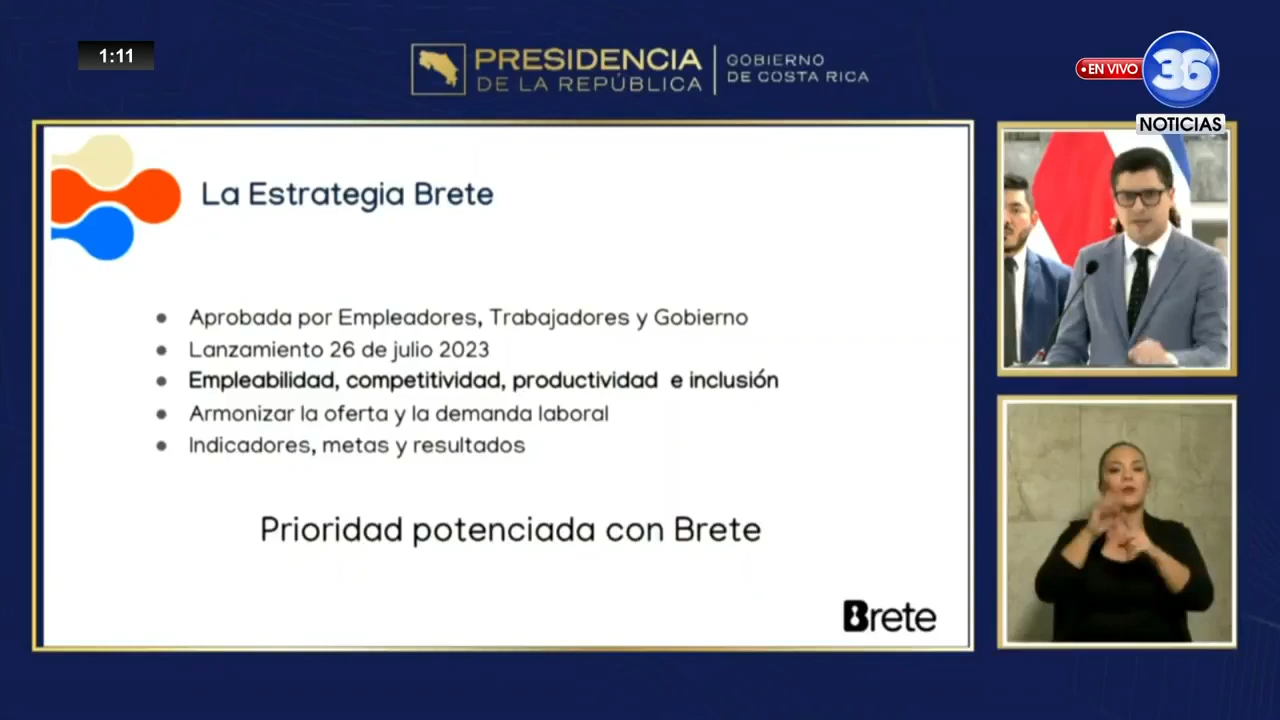 1:11
PRESIDENCIA
DE LA REPÚBLICA
GOBIERNO
DE COSTA RICA
• EN VIVO
36
NOTICIAS
La Estrategia Brete
• Aprobada por Empleadores, Trabajadores y Gobierno
• Lanzamiento 26 de julio 2023
• Empleabilidad, competitividad, productividad e inclusión
• Armonizar la oferta y la demanda laboral
• Indicadores, metas y resultados
Prioridad potenciada con Brete
Brete